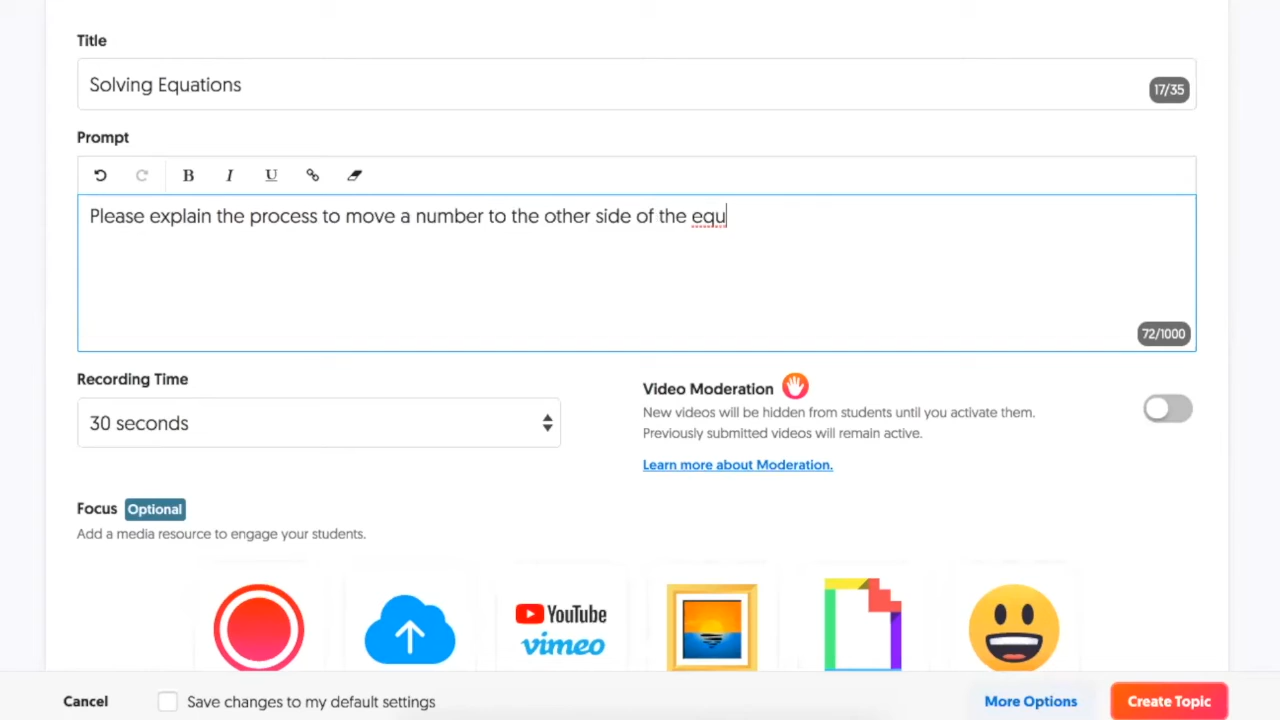 Title
Solving Equations
17/35
Prompt
B I U
Please explain the process to move a number to the other side of the equ
72/1000
Recording Time
30 seconds
Video Moderation
New videos will be hidden from students until you activate them.
Previously submitted videos will remain active.
Learn more about Moderation.
Focus Optional
Add a media resource to engage your students.
YouTube
vimeo
Cancel
Save changes to my default settings
More Options
Create Topic